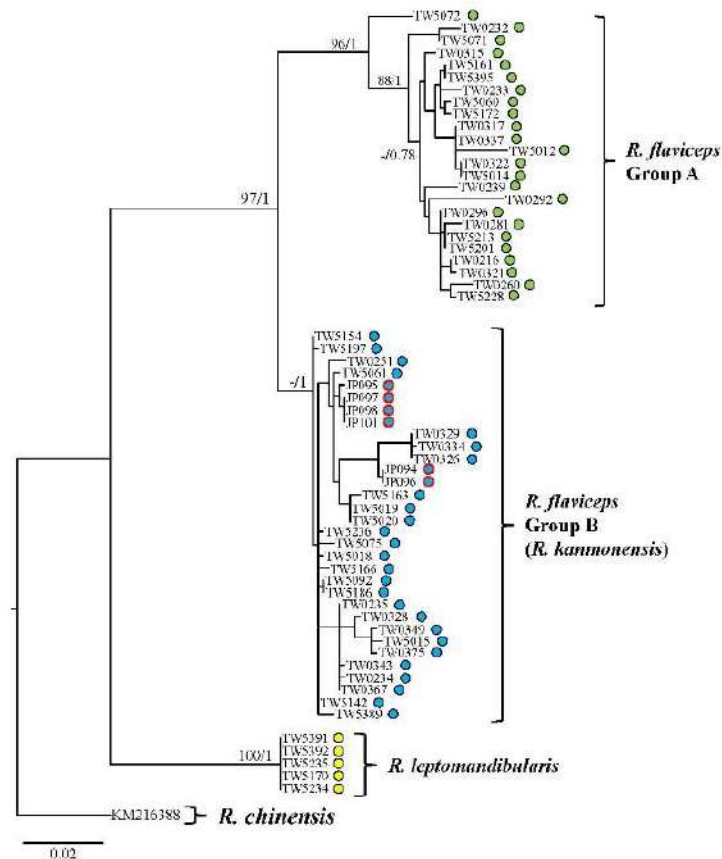 TW5072
TW0232
TW5071
96/1
TW0315
TW5161
TW5395
88/1
TW0233
TW5060
TW5172
TW0317
TW0337
TW5012
-/0.78
TW0322
TW5014
R. flaviceps
Group A
TW0239
TW0292
97/1
TW0296
TW0281
TW5213
TW5201
TW0216
TW0321
TW0260
TW5228
TW5154
TW5197
TW0251
TW5061
-/1
JP095
JP097
JP098
JP101
TW0329
TW0334
TW0326
JP094
JP096
TW5163
TW5019
TW5020
R. flaviceps
Group B
(R. kanmonensis)
TW5236
TW5075
TW5018
TW5166
TW5092
TW5186
TW0235
TW0328
TW0349
TW5015
TW0375
TW0343
TW0234
TW0367
TW5142
TW5389
TW5391
TW5392
100/1
TW5235
R. leptomandibularis
TW5170
TW5234
KM216388
R. chinensis
0.02